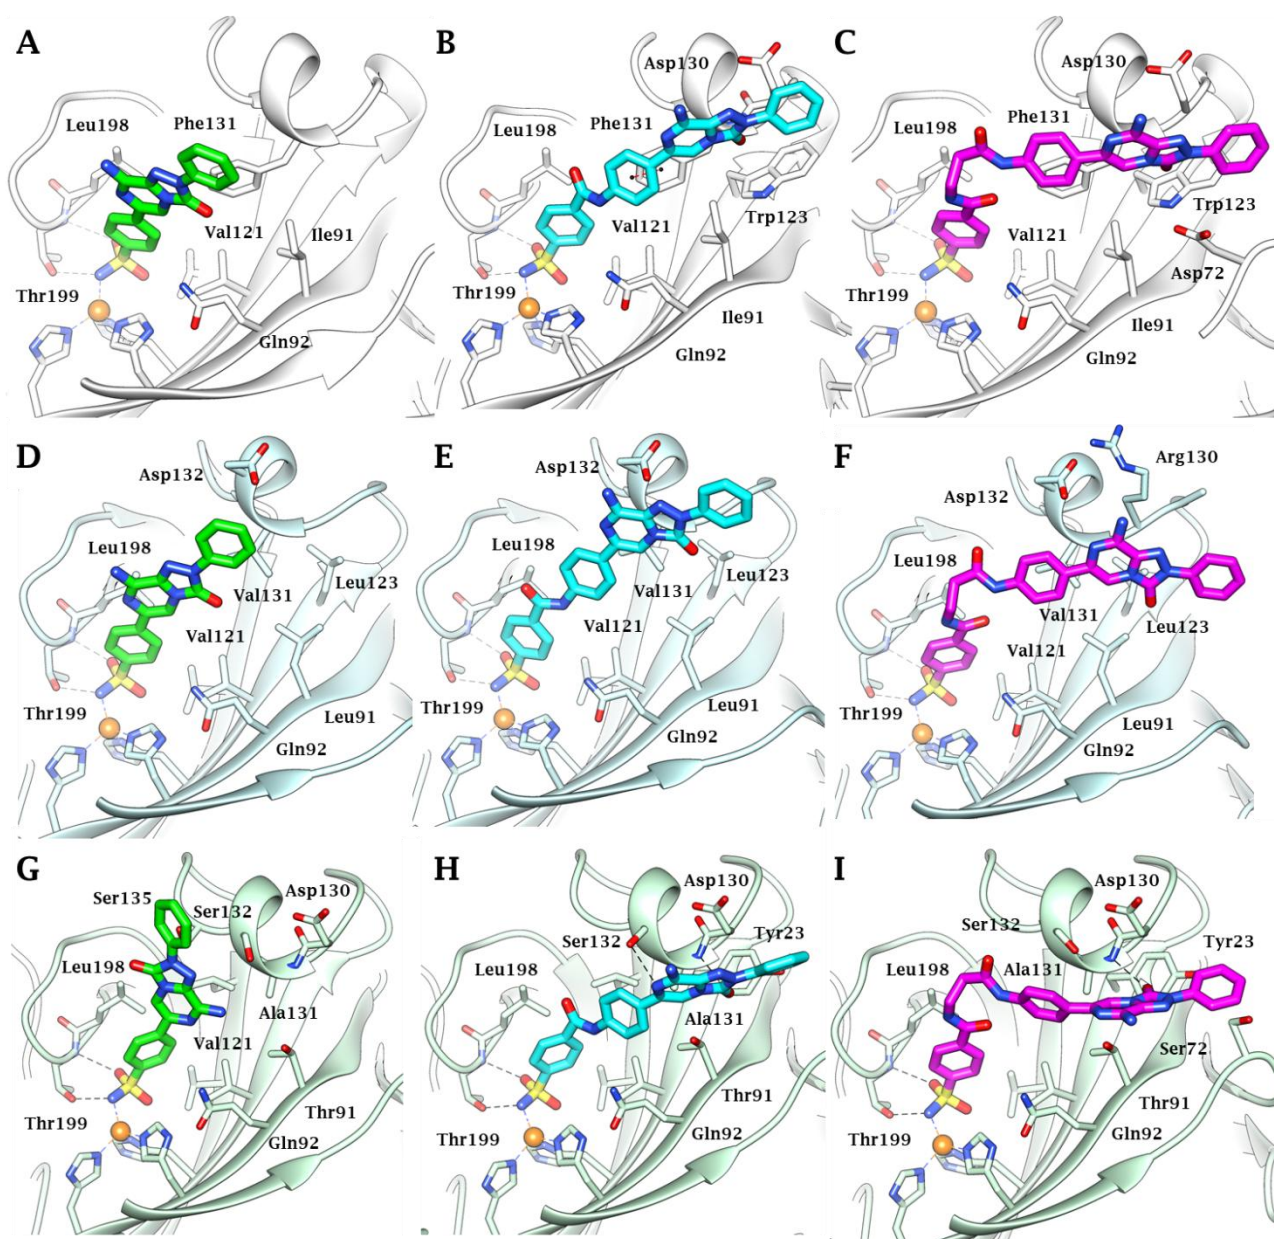 A
Phe131
Leu198
Val121
Ile91
Thr199
Gln92
B
Asp130
Phe131
Leu198
Val121
Trp123
Thr199
Ile91
Gln92
C
Asp130
Phe131
Leu198
Trp123
Val121
Asp72
Thr199
Ile91
Gln92
D
Asp132
Leu198
Leu123
Val131
Val121
Leu91
Thr199
Gln92
E
Asp132
Leu198
Leu123
Val131
Val121
Thr199
Leu91
Gln92
F
Arg130
Asp132
Leu198
Val131
Leu123
Val121
Thr199
Leu91
Gln92
G
Asp130
Ser135
Ser132
Leu198
Ala131
Val121
Thr91
Thr199
Gln92
H
Asp130
Tyr23
Ser132
Leu198
Ala131
Thr91
Gln92
Thr199
I
Asp130
Ser132
Tyr23
Leu198
Ala131
Ser72
Thr91
Gln92
Thr199